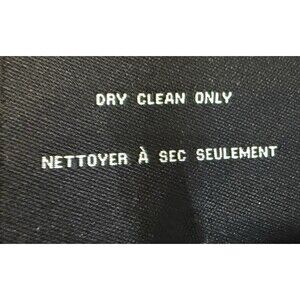 DRY CLEAN ONLY
NETTOYER À SEC SEULEMENT